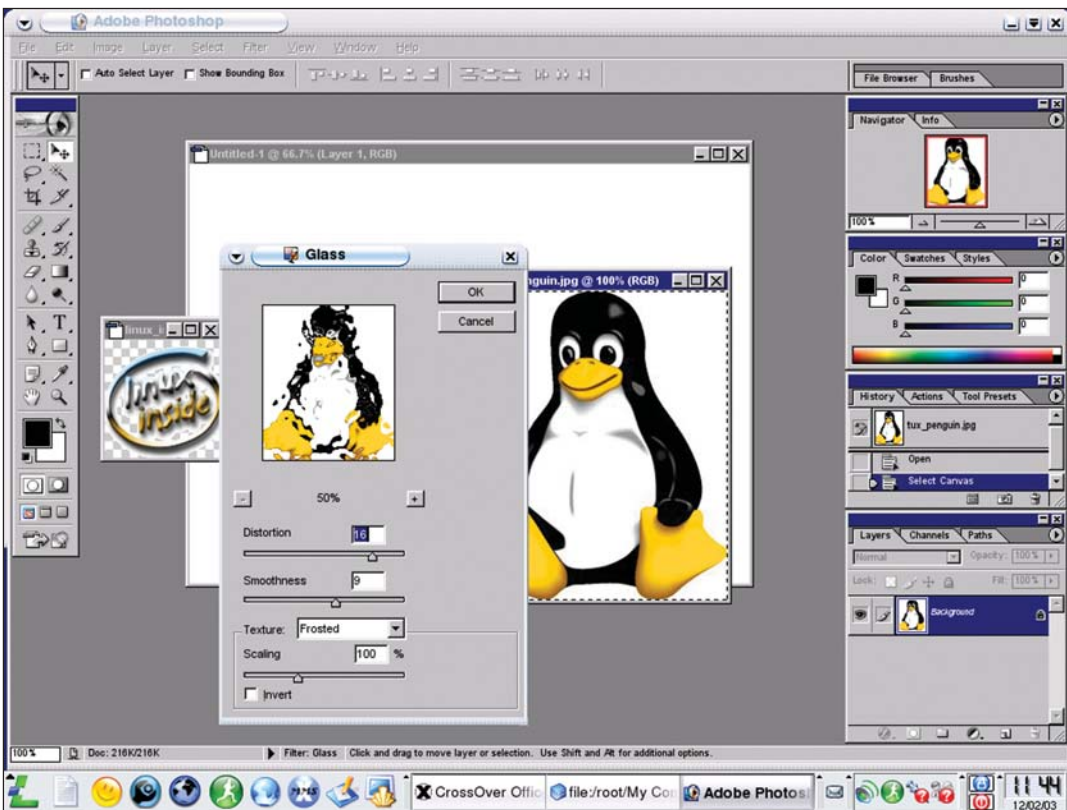 Adobe Photoshop
File Edit Image Layer Select Filter View Window Help
Auto Select Layer Show Bounding Box
File Browser Brushes
Navigator Info
100%
Untitled-1 @ 66.7% (Layer 1, RGB)
Color Swatches Styles
R 0
G 0
B 0
Glass
OK
Cancel
50%
Distortion 16
Smoothness 9
Texture: Frosted
Scaling 100 %
Invert
nguin.jpg @ 100% (RGB)
linux_i
linux
inside
History Actions Tool Presets
tux_penguin.jpg
Open
Select Canvas
Layers Channels Paths
Normal Opacity: 100%
Lock: Fill: 100%
Background
100% Doc: 216K/216K Filter: Glass Click and drag to move layer or selection. Use Shift and Alt for additional options.
CrossOver Offic file:/root/My Com Adobe Photos
11 44
12/02/03